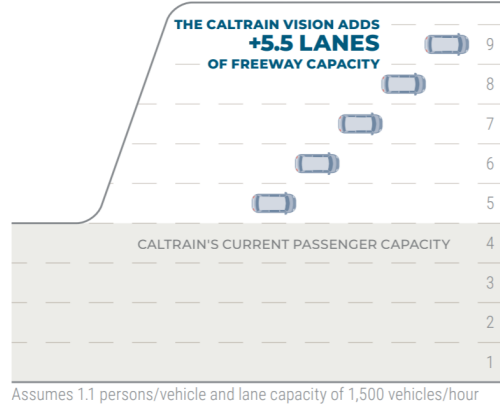 THE CALTRAIN VISION ADDS
+5.5 LANES
OF FREEWAY CAPACITY
9
8
7
6
5
CALTRAIN'S CURRENT PASSENGER CAPACITY 4
3
2
1
Assumes 1.1 persons/vehicle and lane capacity of 1,500 vehicles/hour